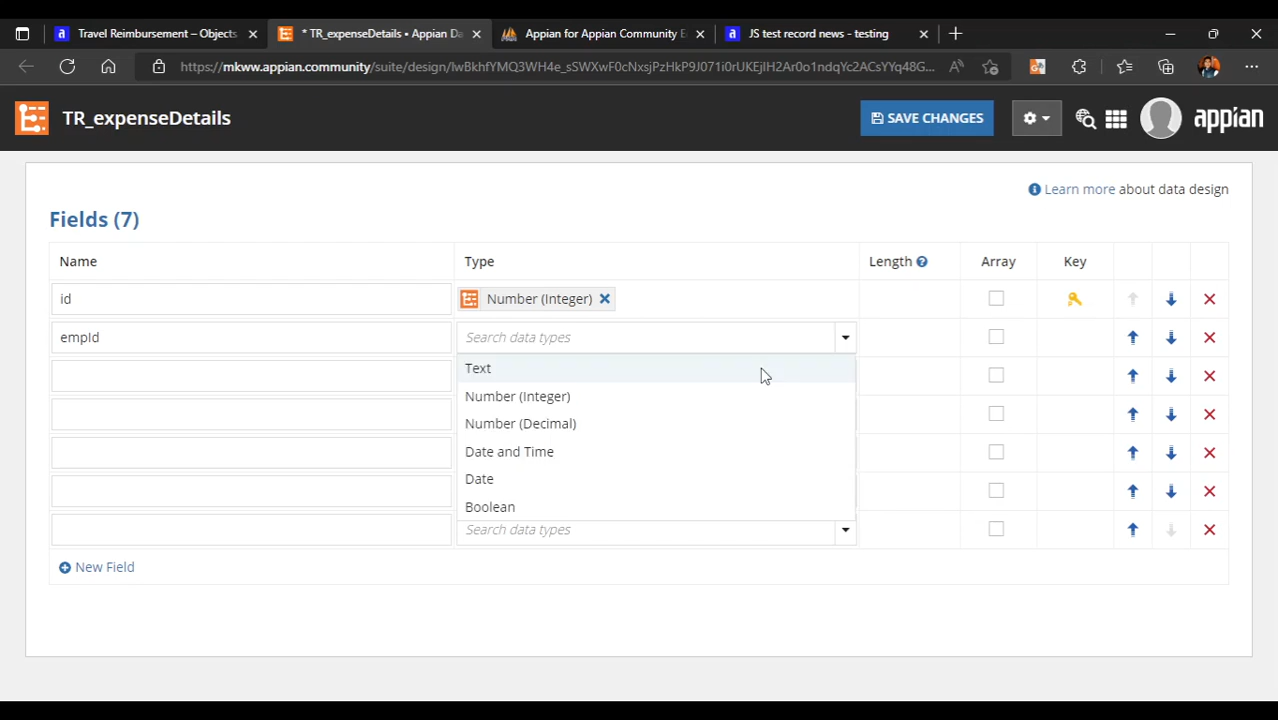 Travel Reimbursement – Objects
* TR_expenseDetails • Appian Da
Appian for Appian Community E
JS test record news - testing
https://mkww.appian.community/suite/design/lwBkhfYMQ3WH4e_sSWXwF0cNxsjPzHkP9J071i0rUKEjIH2Ar0o1ndqYc2ACsYYq48G...
TR_expenseDetails
SAVE CHANGES
appian
Learn more about data design
Fields (7)
Name Type Length Array Key
id Number (Integer)
empId Search data types
Text
Number (Integer)
Number (Decimal)
Date and Time
Date
Boolean
Search data types
New Field